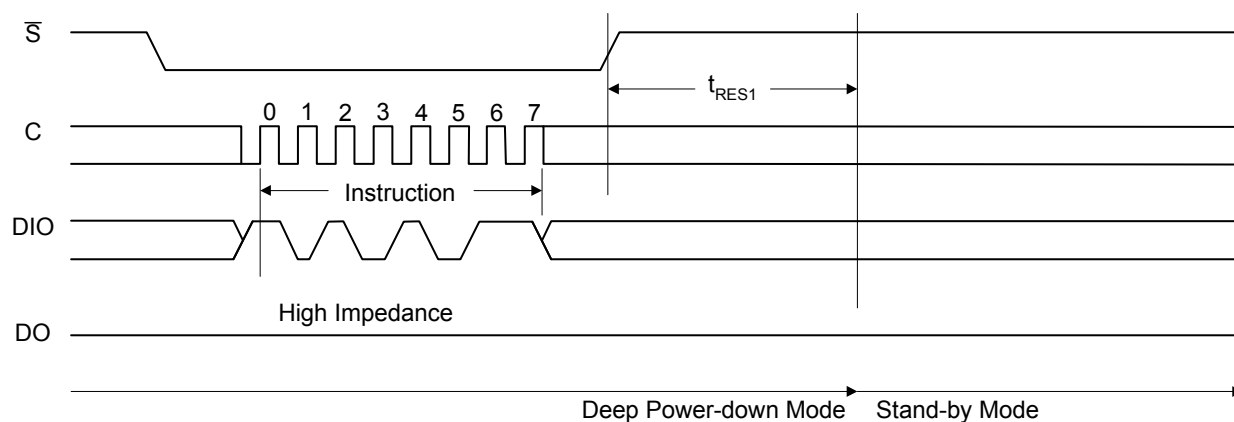 S̅
t_RES1
0 1 2 3 4 5 6 7
C
Instruction
DIO
High Impedance
DO
Deep Power-down Mode Stand-by Mode